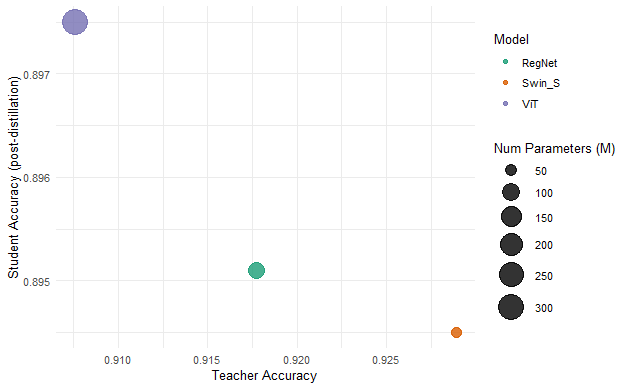 Student Accuracy (post-distillation)
0.897
0.896
0.895
0.910
0.915
0.920
0.925
Teacher Accuracy
Model
RegNet
Swin_S
ViT
Num Parameters (M)
50
100
150
200
250
300